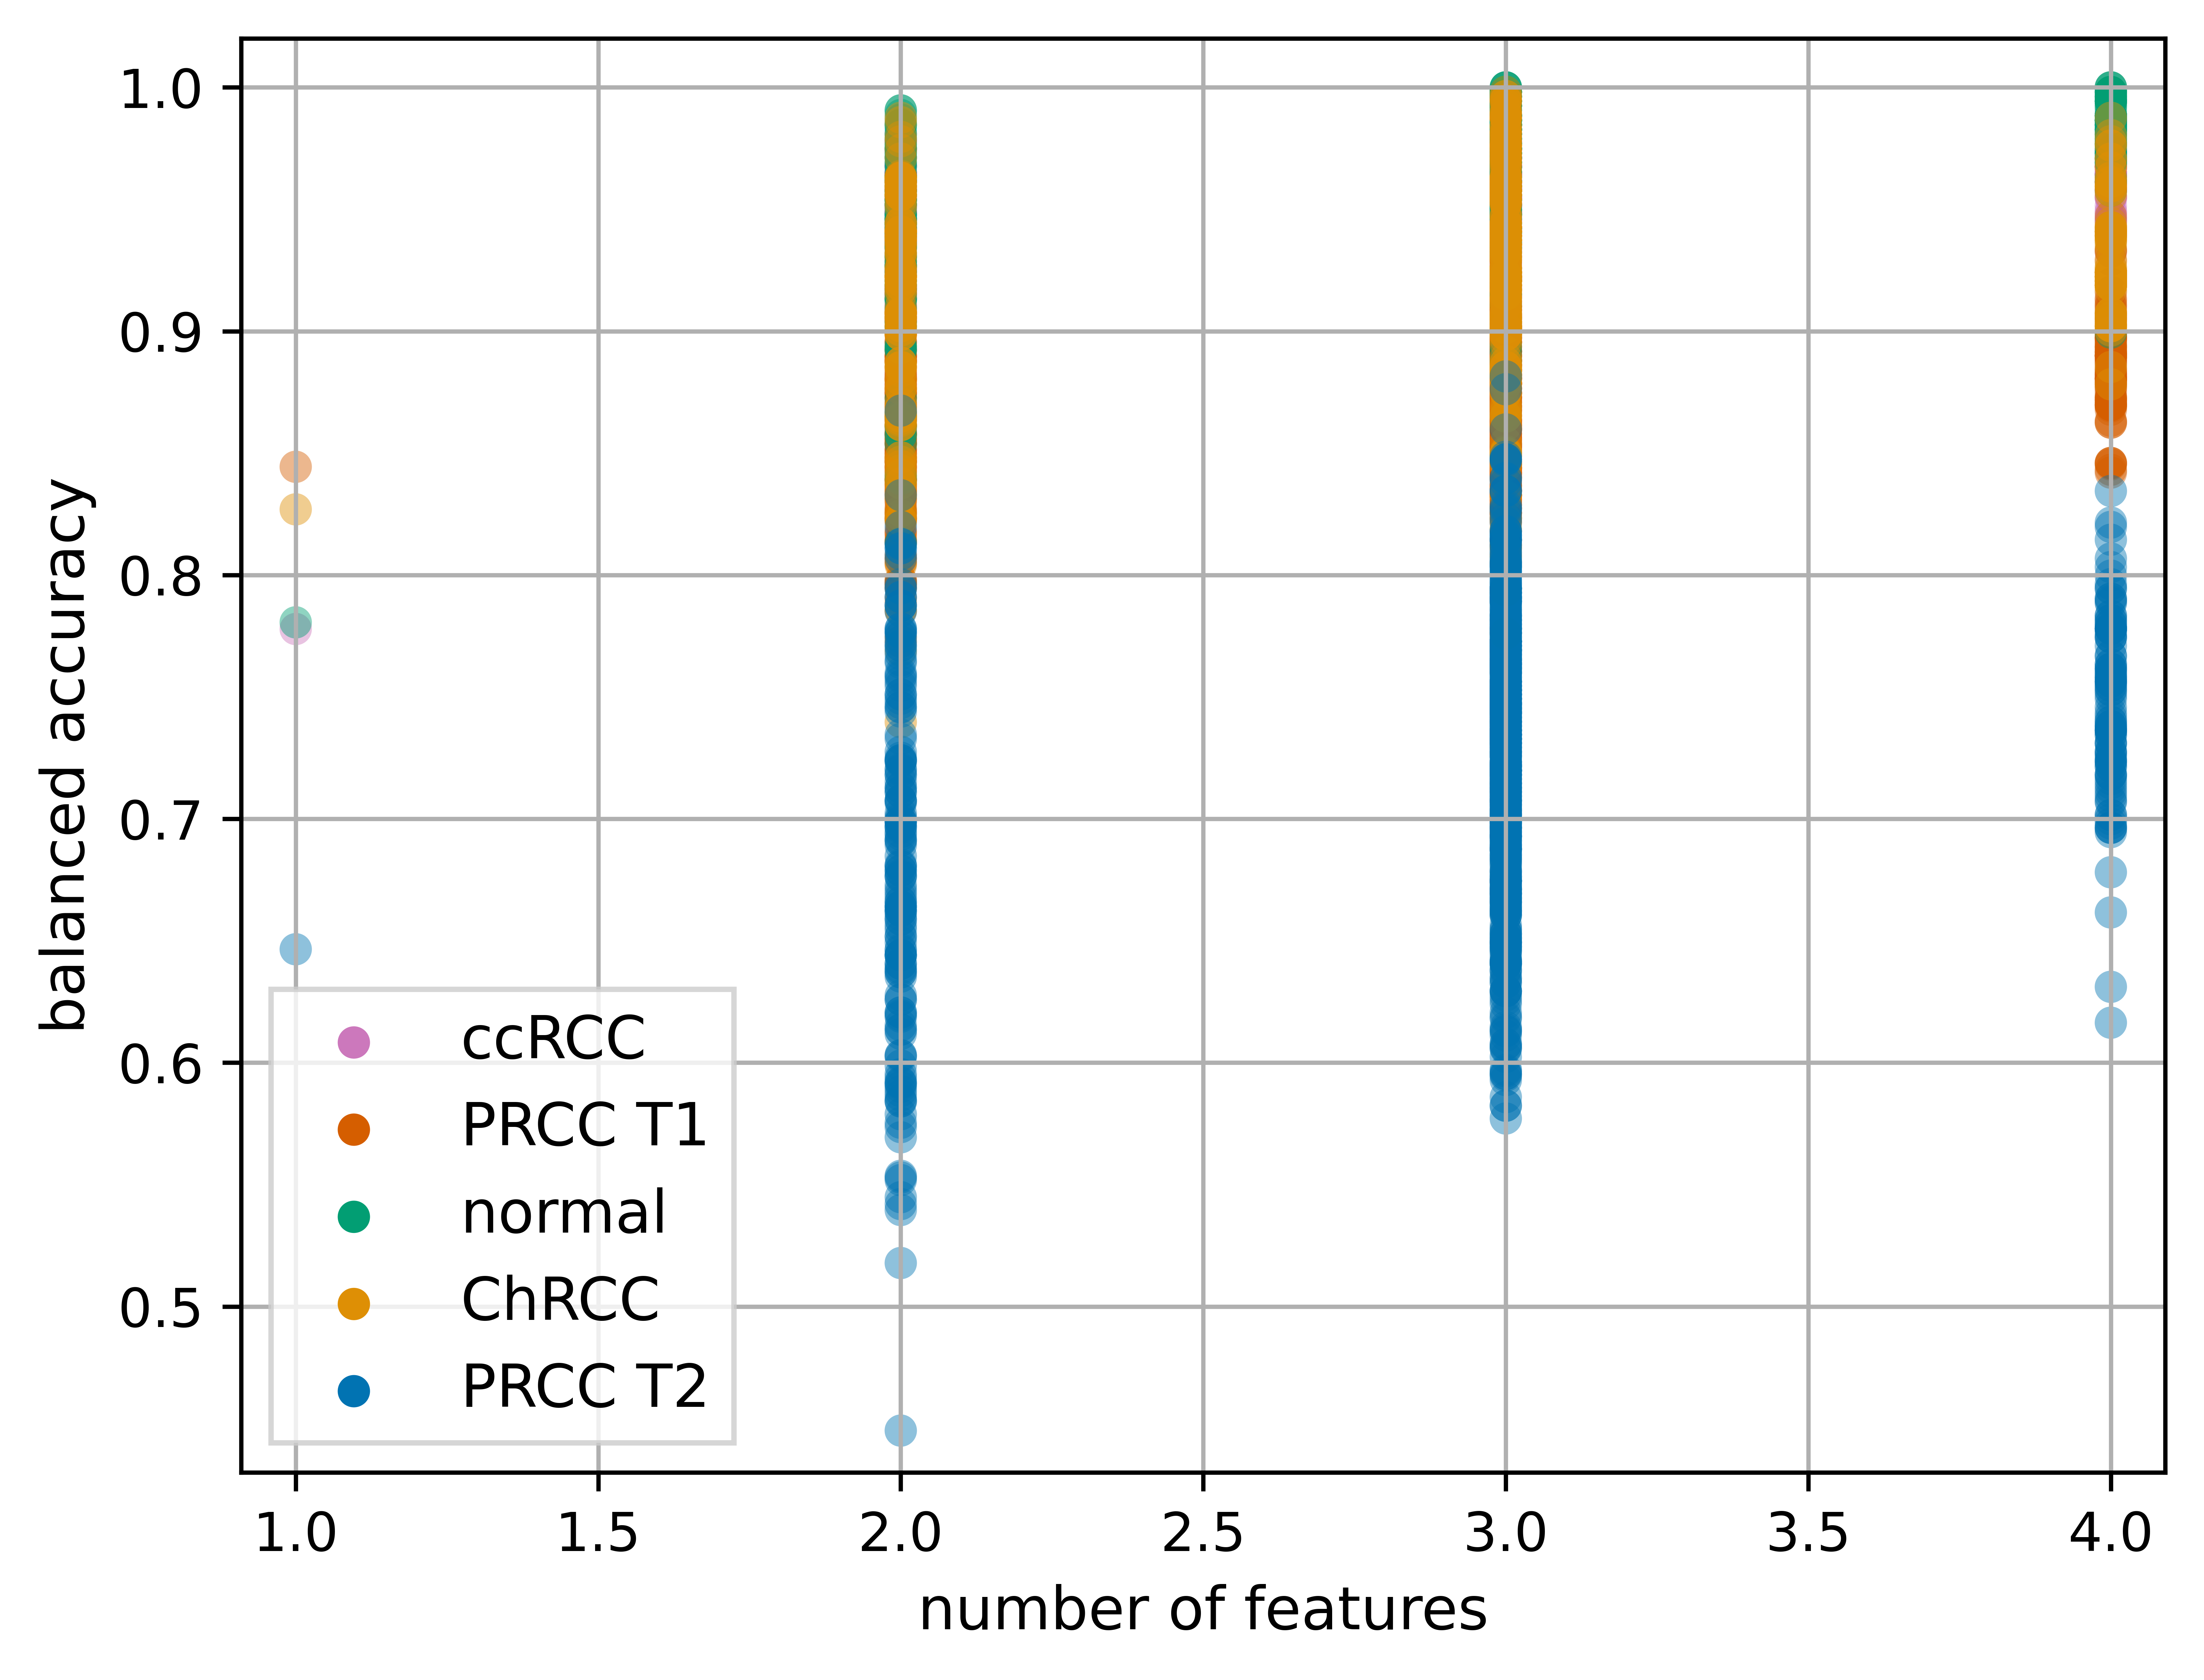 1.0
0.9
0.8
0.7
0.6
0.5
balanced accuracy
ccRCC
PRCC T1
normal
ChRCC
PRCC T2
1.0 1.5 2.0 2.5 3.0 3.5 4.0
number of features